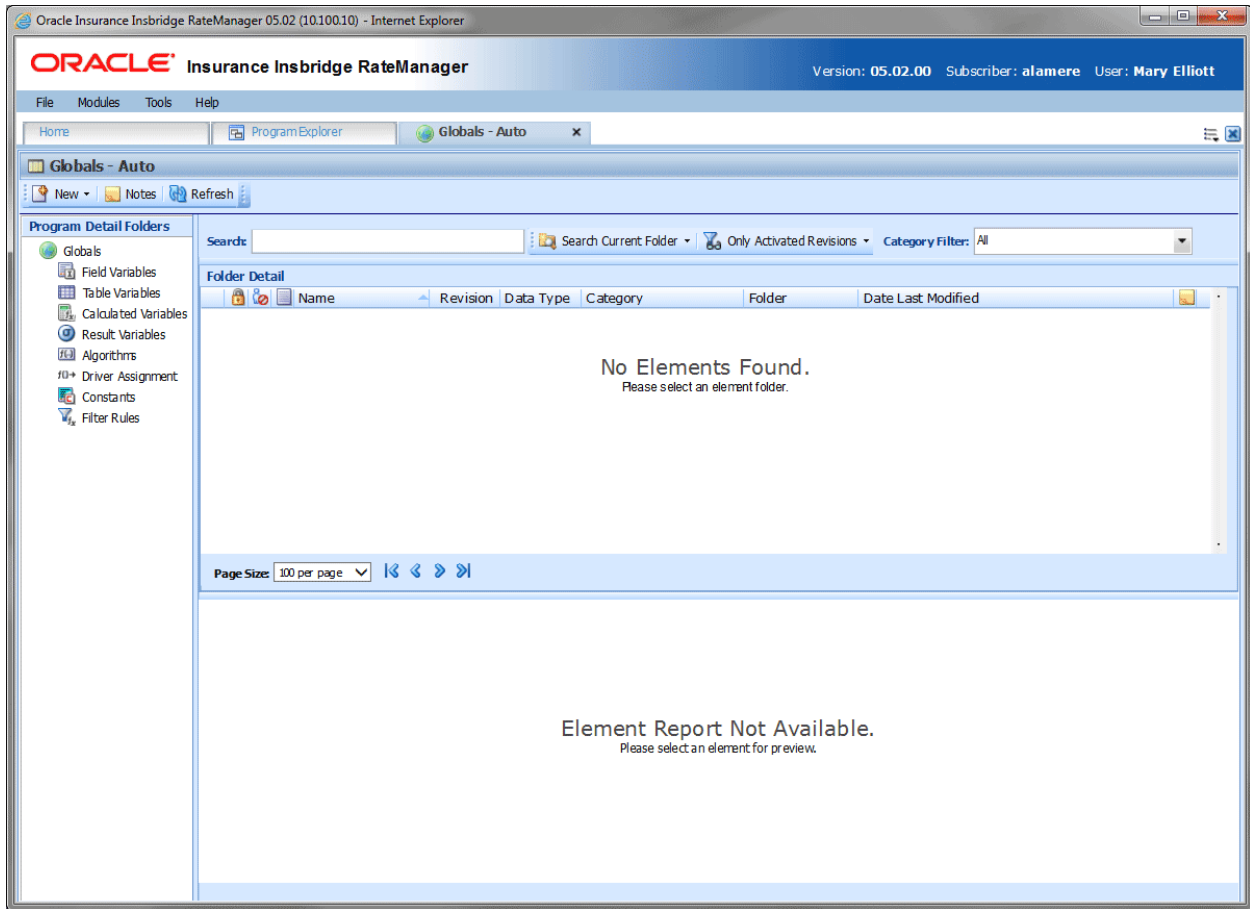 Oracle Insurance Insbridge RateManager 05.02 (10.100.10) - Internet Explorer
ORACLE Insurance Insbridge RateManager
Version: 05.02.00 Subscriber: alamere User: Mary Elliott
File Modules Tools Help
Home Program Explorer Globals - Auto
Globals - Auto
New Notes Refresh
Program Detail Folders
Globals
Field Variables
Table Variables
Calculated Variables
Result Variables
Algorithms
Driver Assignment
Constants
Filter Rules
Search: Search Current Folder Only Activated Revisions Category Filter: All
Folder Detail
Name Revision Data Type Category Folder Date Last Modified
No Elements Found.
Please select an element folder.
Page Size: 100 per page
Element Report Not Available.
Please select an element for preview.